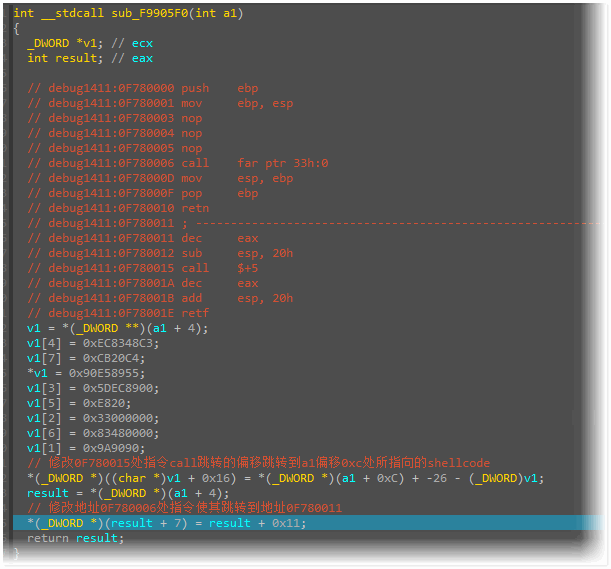 int __stdcall sub_F9905F0(int a1)
{
_DWORD *v1; // ecx
int result; // eax
// debug1411:0F780000 push ebp
// debug1411:0F780001 mov ebp, esp
// debug1411:0F780003 nop
// debug1411:0F780004 nop
// debug1411:0F780005 nop
// debug1411:0F780006 call far ptr 33h:0
// debug1411:0F78000D mov esp, ebp
// debug1411:0F78000F pop ebp
// debug1411:0F780010 retn
// debug1411:0F780011 ; ---------------------------------------------------------------------------
// debug1411:0F780011 dec eax
// debug1411:0F780012 sub esp, 20h
// debug1411:0F780015 call $+5
// debug1411:0F78001A dec eax
// debug1411:0F78001B add esp, 20h
// debug1411:0F78001E retf
v1 = *(_DWORD **)(a1 + 4);
v1[4] = 0xEC8348C3;
v1[7] = 0xCB20C4;
*v1 = 0x90E58955;
v1[3] = 0x5DEC8900;
v1[5] = 0xE820;
v1[2] = 0x33000000;
v1[6] = 0x83480000;
v1[1] = 0x9A9090;
// 修改0F780015处指令call跳转的偏移跳转到a1偏移0xc处所指向的shellcode
*(_DWORD *)((char *)v1 + 0x16) = *(_DWORD *)(a1 + 0xC) + -26 - (_DWORD)v1;
result = *(_DWORD *)(a1 + 4);
// 修改地址0F780006处指令使其跳转到地址0F780011
*(_DWORD *)(result + 7) = result + 0x11;
return result;
}